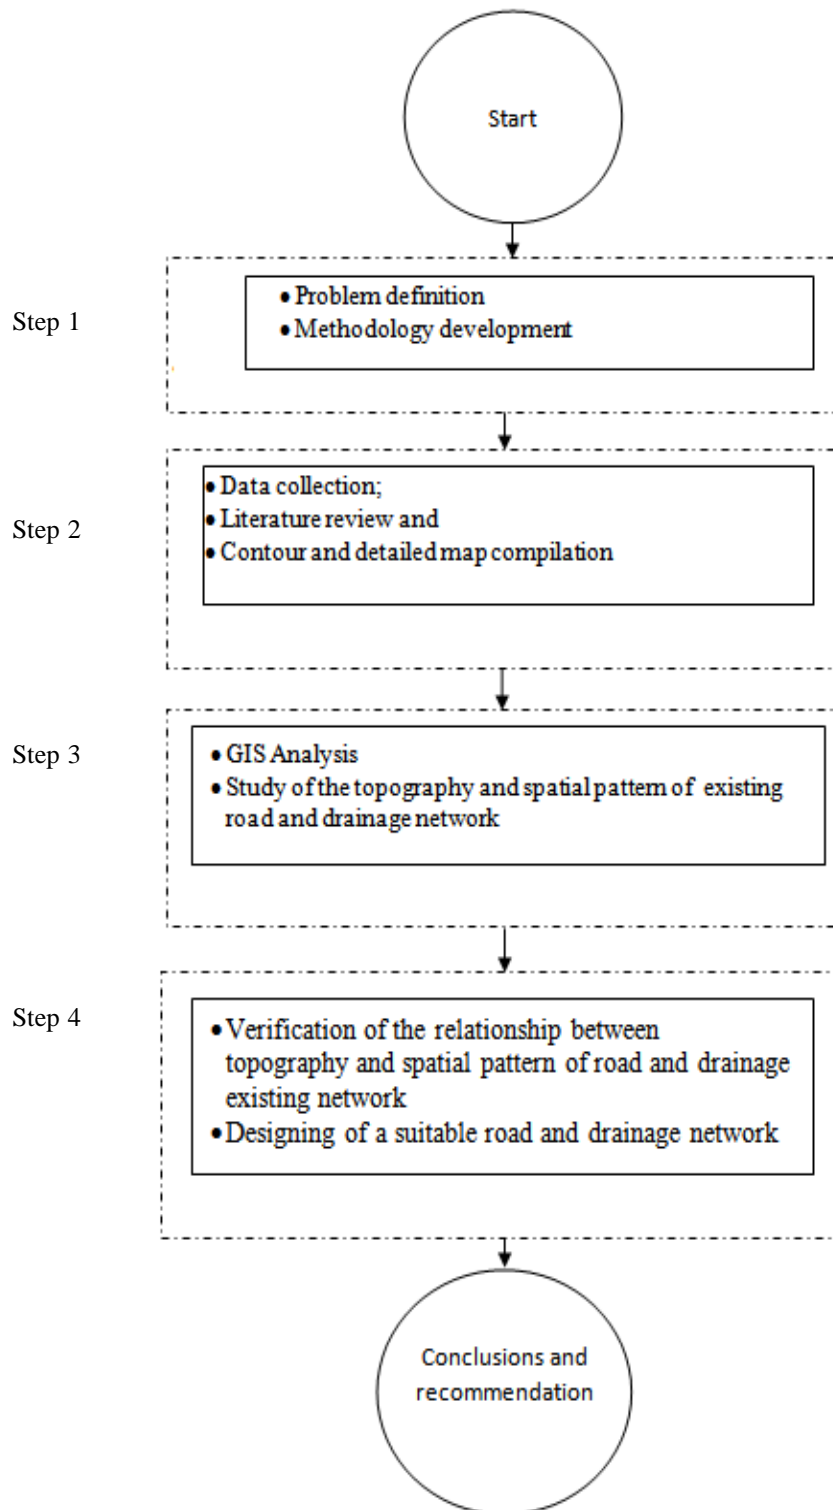 Start
Step 1
• Problem definition
• Methodology development
Step 2
• Data collection;
• Literature review and
• Contour and detailed map compilation
Step 3
• GIS Analysis
• Study of the topography and spatial pattern of existing
road and drainage network
Step 4
• Verification of the relationship between
topography and spatial pattern of road and drainage
existing network
• Designing of a suitable road and drainage network
Conclusions and
recommendation